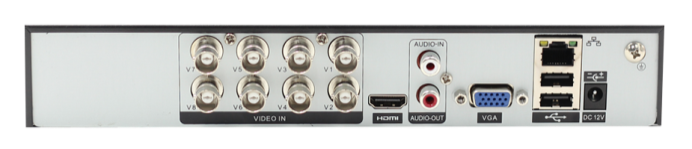 AUDIO-IN
V7 V5 V3 V1
V8 V6 V4 V2
VIDEO IN
HDMI
AUDIO-OUT
VGA
DC 12V